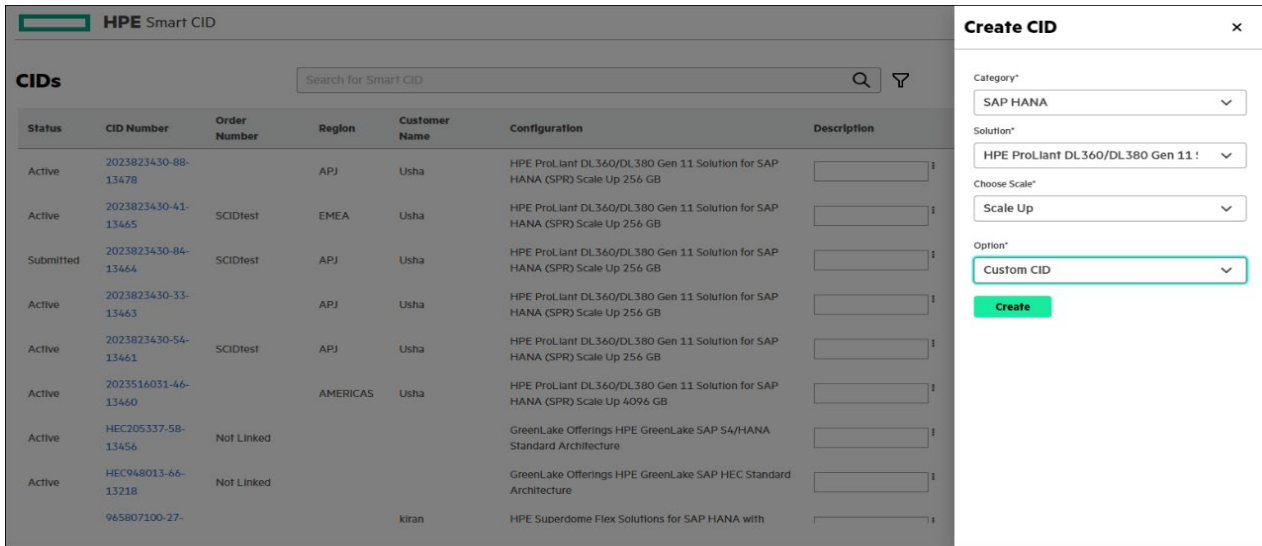 HPE Smart CID
CIDs
Search for Smart CID
Status
CID Number
Order
Number
Region
Customer
Name
Configuration
Description
Active
2023823430-88-
13478
APJ
Usha
HPE ProLiant DL360/DL380 Gen 11 Solution for SAP
HANA (SPR) Scale Up 256 GB
Active
2023823430-41-
13465
SCIDtest
EMEA
Usha
HPE ProLiant DL360/DL380 Gen 11 Solution for SAP
HANA (SPR) Scale Up 256 GB
Submitted
2023823430-84-
13464
SCIDtest
APJ
Usha
HPE ProLiant DL360/DL380 Gen 11 Solution for SAP
HANA (SPR) Scale Up 256 GB
Active
2023823430-33-
13463
APJ
Usha
HPE ProLiant DL360/DL380 Gen 11 Solution for SAP
HANA (SPR) Scale Up 256 GB
Active
2023823430-54-
13461
SCIDtest
APJ
Usha
HPE ProLiant DL360/DL380 Gen 11 Solution for SAP
HANA (SPR) Scale Up 256 GB
Active
2023516031-46-
13460
AMERICAS
Usha
HPE ProLiant DL360/DL380 Gen 11 Solution for SAP
HANA (SPR) Scale Up 4096 GB
Active
HEC205337-58-
13456
Not Linked
GreenLake Offerings HPE GreenLake SAP S4/HANA
Standard Architecture
Active
HEC948013-66-
13218
Not Linked
GreenLake Offerings HPE GreenLake SAP HEC Standard
Architecture
965807100-27-
kiran
HPE Superdome Flex Solutions for SAP HANA with
Create CID
Category*
SAP HANA
Solution*
HPE ProLiant DL360/DL380 Gen 11
Choose Scale*
Scale Up
Option*
Custom CID
Create